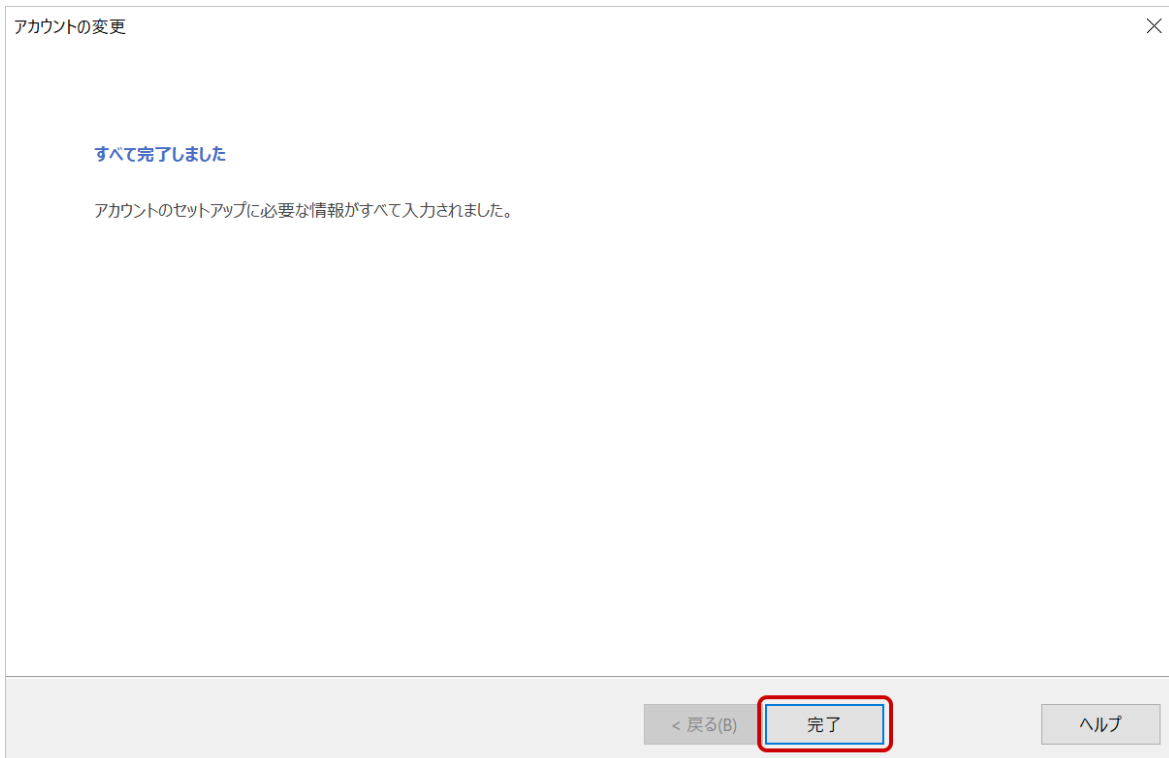 アカウントの変更
すべて完了しました
アカウントのセットアップに必要な情報がすべて入力されました。
< 戻る(B)
完了
ヘルプ